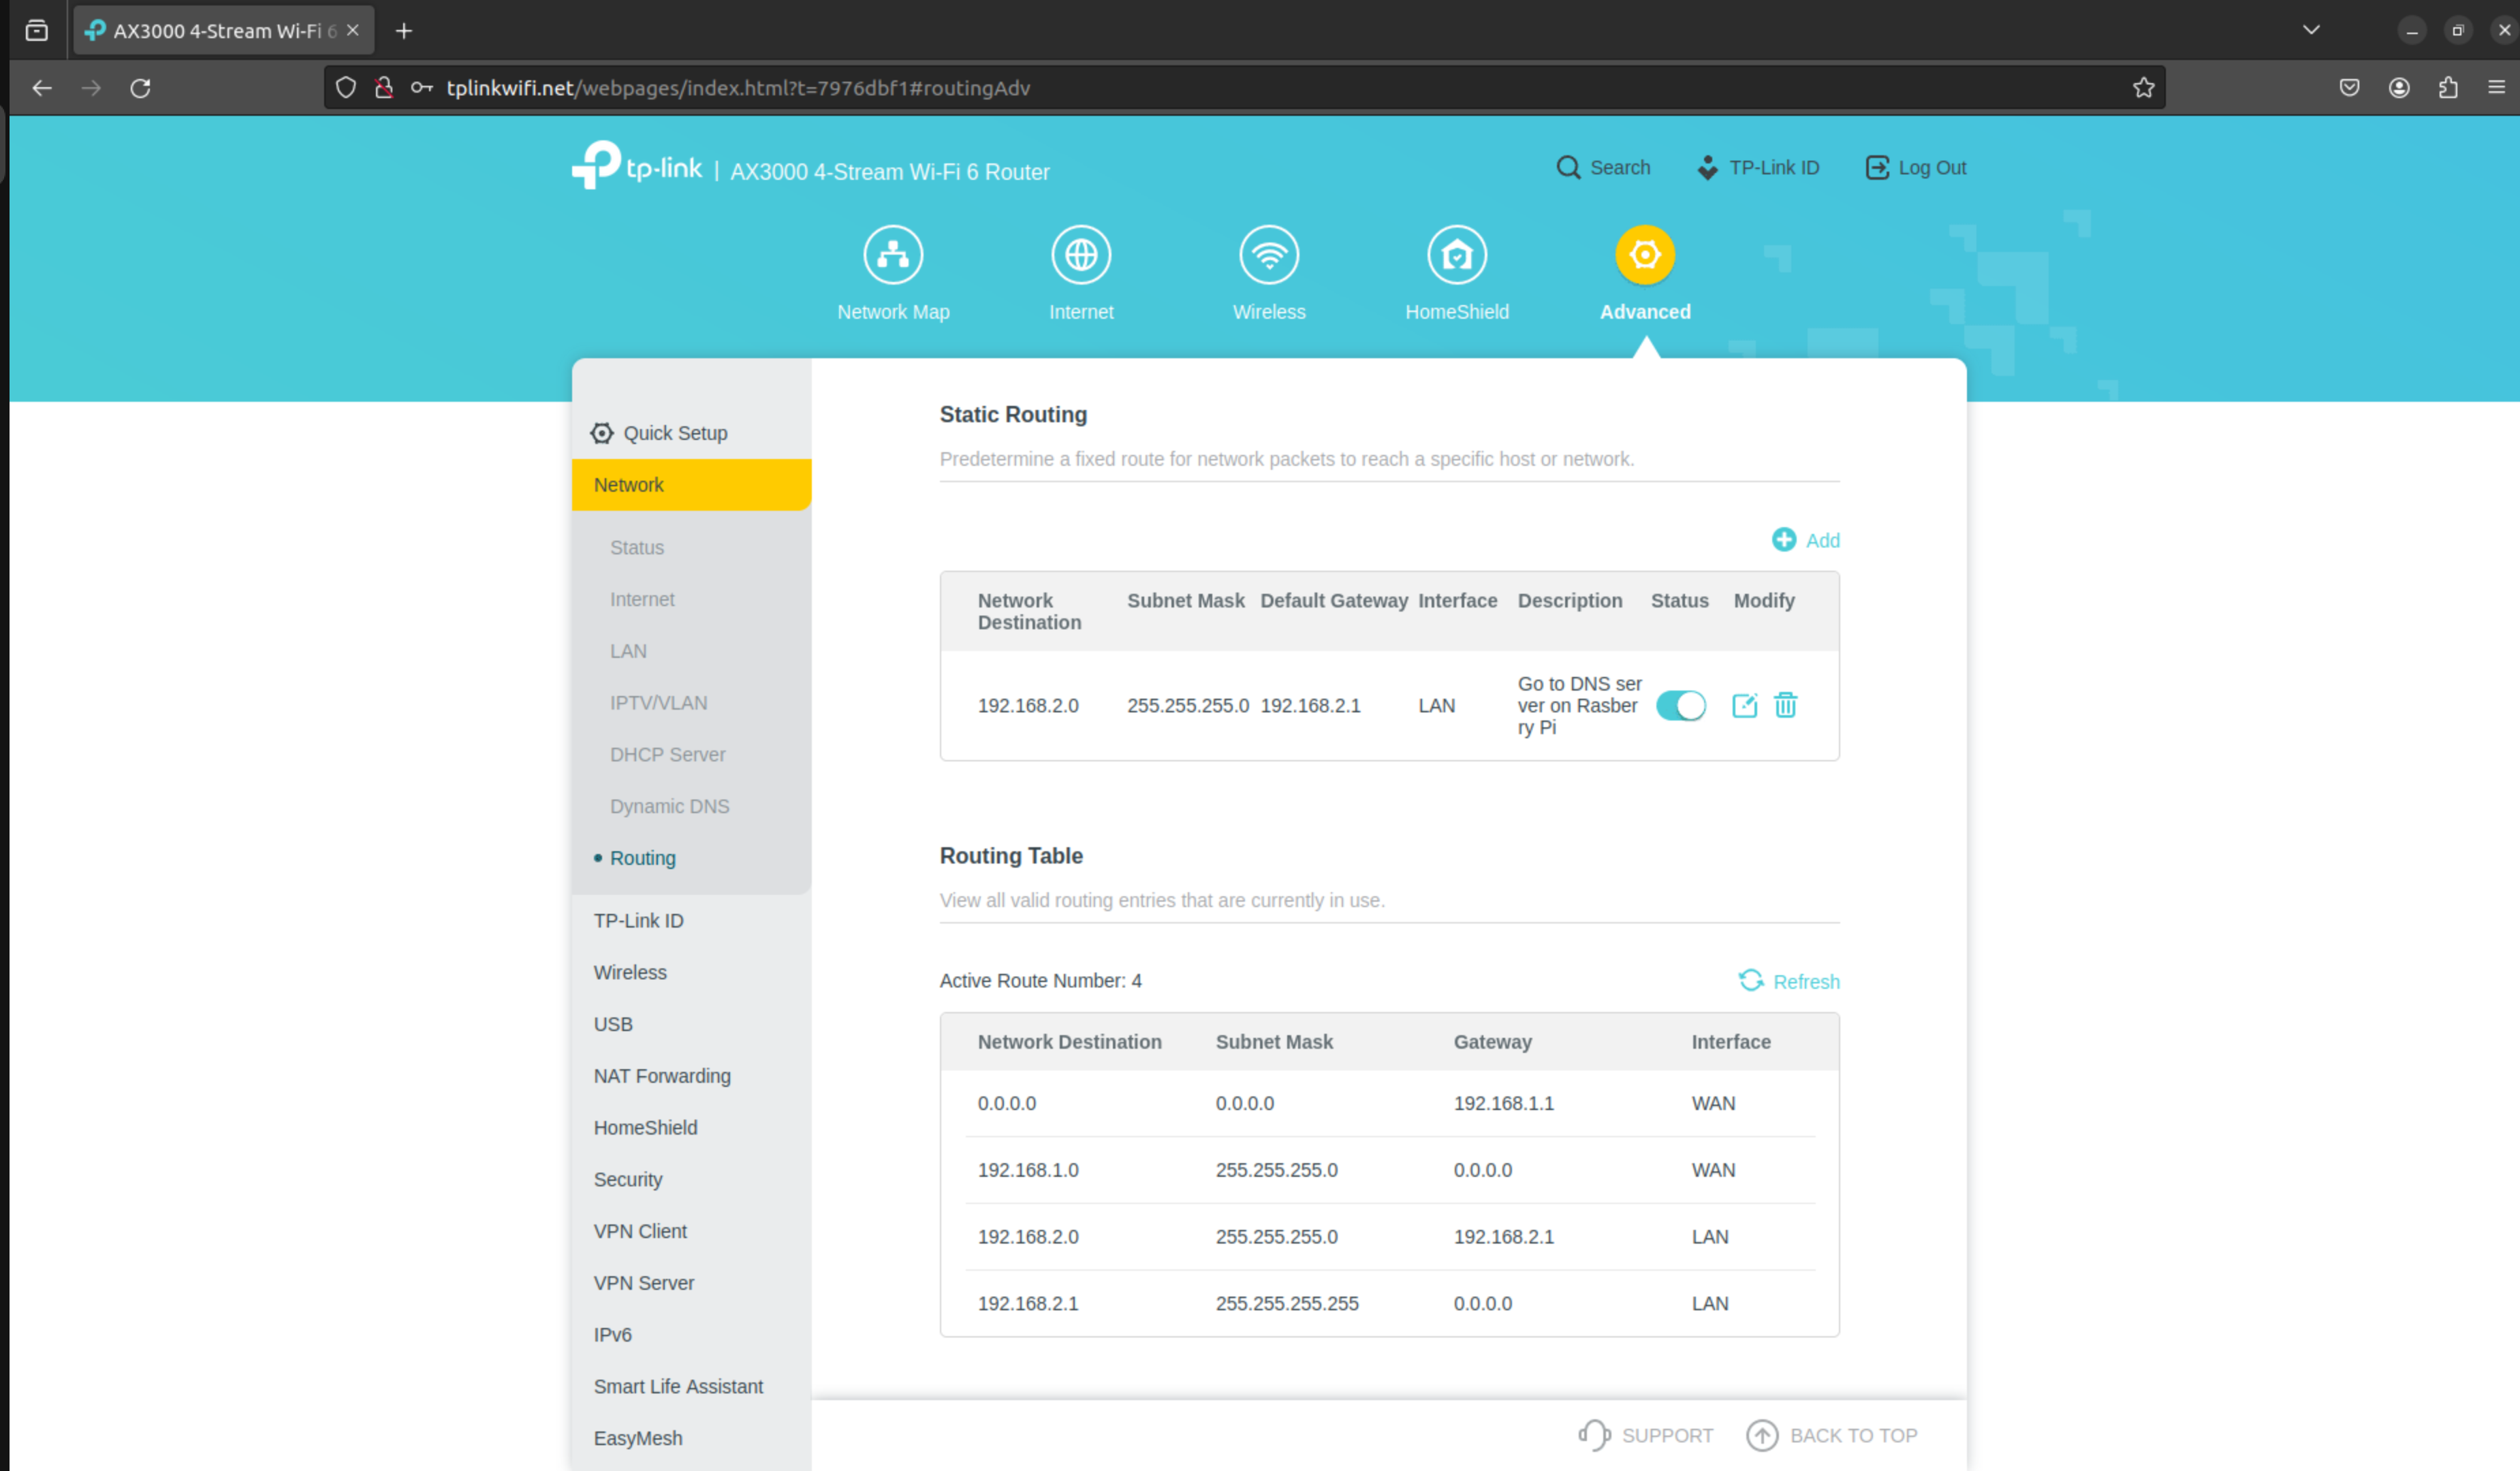 AX3000 4-Stream Wi-Fi 6
tplinkwifi.net/webpages/index.html?t=7976dbf1#routingAdv
tp-link | AX3000 4-Stream Wi-Fi 6 Router
Search
TP-Link ID
Log Out
Network Map
Internet
Wireless
HomeShield
Advanced
Quick Setup
Network
Status
Internet
LAN
IPTV/VLAN
DHCP Server
Dynamic DNS
Routing
TP-Link ID
Wireless
USB
NAT Forwarding
HomeShield
Security
VPN Client
VPN Server
IPv6
Smart Life Assistant
EasyMesh
Static Routing
Predetermine a fixed route for network packets to reach a specific host or network.
Add
Network
Destination
Subnet Mask
Default Gateway
Interface
Description
Status
Modify
192.168.2.0
255.255.255.0
192.168.2.1
LAN
Go to DNS ser
ver on Rasber
ry Pi
Routing Table
View all valid routing entries that are currently in use.
Active Route Number: 4
Refresh
Network Destination Subnet Mask Gateway Interface
0.0.0.0 0.0.0.0 192.168.1.1 WAN
192.168.1.0 255.255.255.0 0.0.0.0 WAN
192.168.2.0 255.255.255.0 192.168.2.1 LAN
192.168.2.1 255.255.255.255 0.0.0.0 LAN
SUPPORT
BACK TO TOP